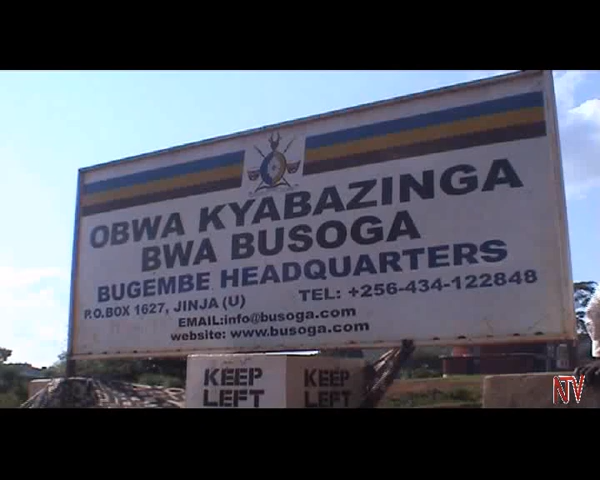 OBWA KYABAZINGA
BWA BUSOGA
BUGEMBE HEADQUARTERS
P.O.BOX 1627, JINJA (U) TEL: +256-434-122848
EMAIL:info@busoga.com
website: www.busoga.com
KEEP LEFT KEEP LEFT
NTV